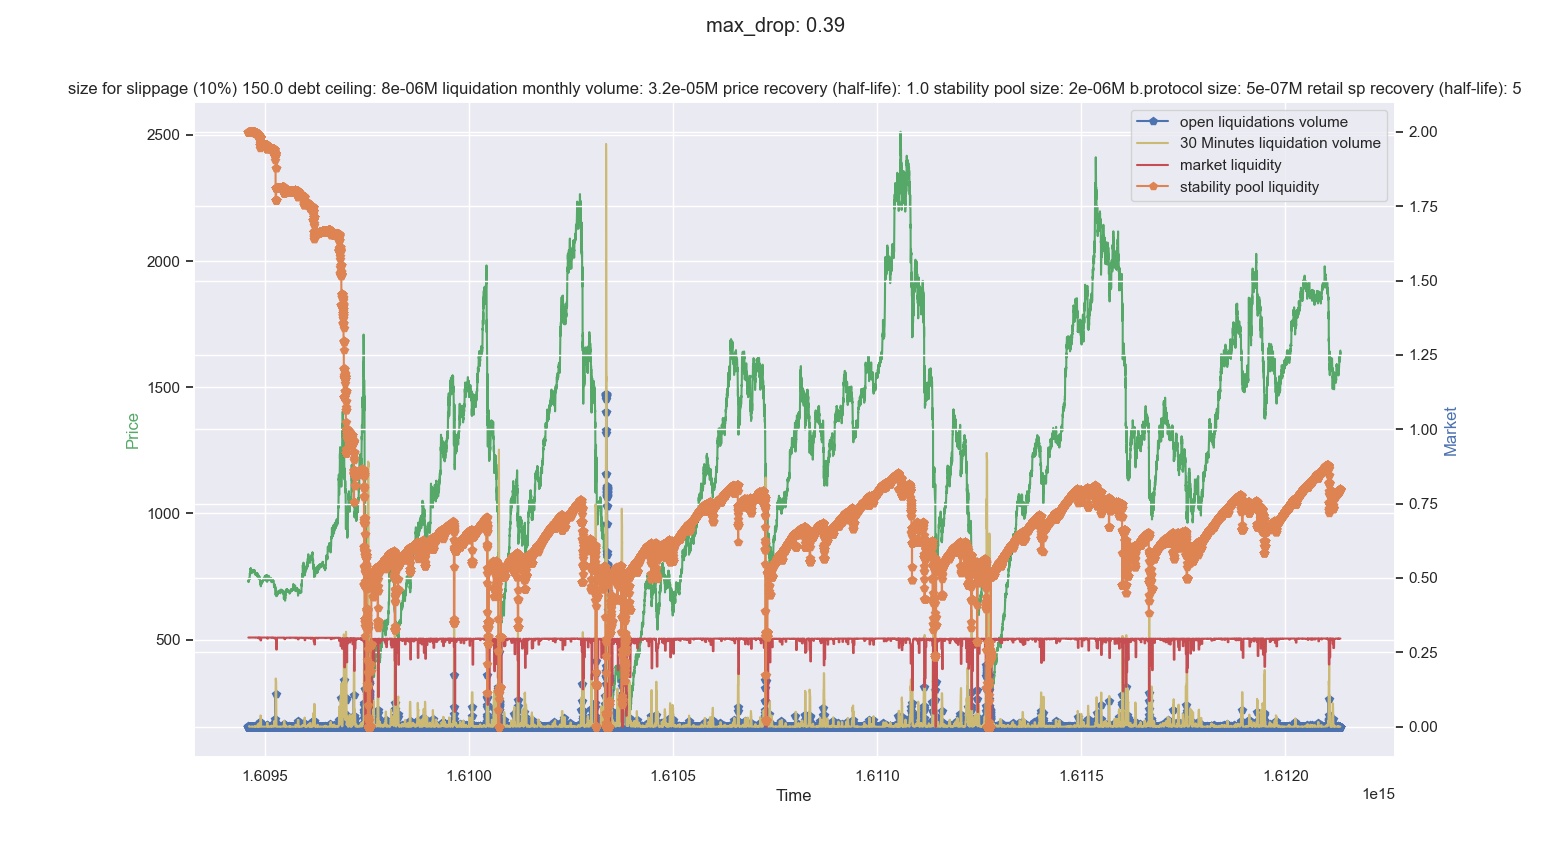 max_drop: 0.39
size for slippage (10%) 150.0 debt ceiling: 8e-06M liquidation monthly volume: 3.2e-05M price recovery (half-life): 1.0 stability pool size: 2e-06M b.protocol size: 5e-07M retail sp recovery (half-life): 5
open liquidations volume
30 Minutes liquidation volume
market liquidity
stability pool liquidity
2500
2000
1500
1000
500
Price
2.00
1.75
1.50
1.25
1.00
0.75
0.50
0.25
0.00
Market
1.6095 1.6100 1.6105 1.6110 1.6115 1.6120
Time
1e15